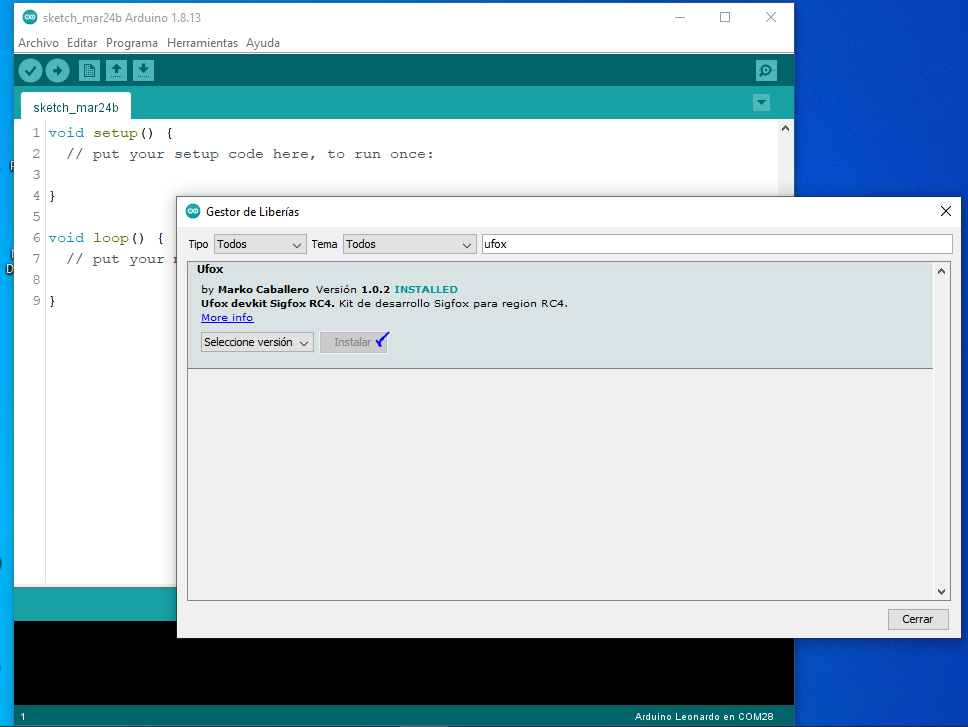 sketch_mar24b Arduino 1.8.13
Archivo Editar Programa Herramientas Ayuda
sketch_mar24b
1 void setup() {
2 // put your setup code here, to run once:
3
4 }
5
6 void loop() {
7 // put your
8
9 }
Gestor de Liberías
Tipo Todos Tema Todos ufox
Ufox
by Marko Caballero Versión 1.0.2 INSTALLED
Ufox devkit Sigfox RC4. Kit de desarrollo Sigfox para region RC4.
More info
Seleccione versión Instalar
Cerrar
1 Arduino Leonardo en COM28